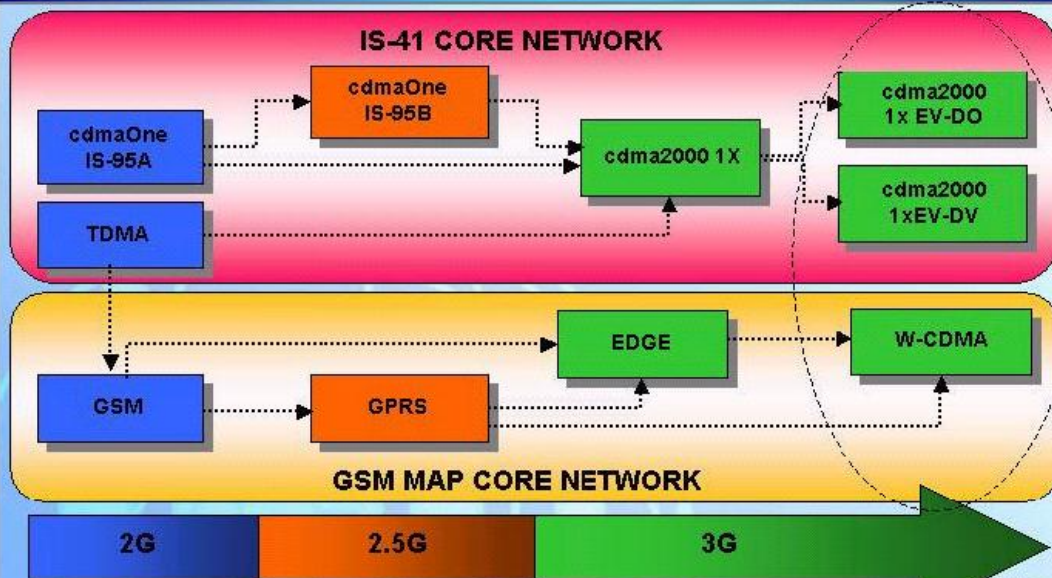 IS-41 CORE NETWORK
cdmaOne
IS-95A
cdmaOne
IS-95B
cdma2000 1X
cdma2000
1x EV-DO
cdma2000
1xEV-DV
TDMA
EDGE
W-CDMA
GSM
GPRS
GSM MAP CORE NETWORK
2G
2.5G
3G